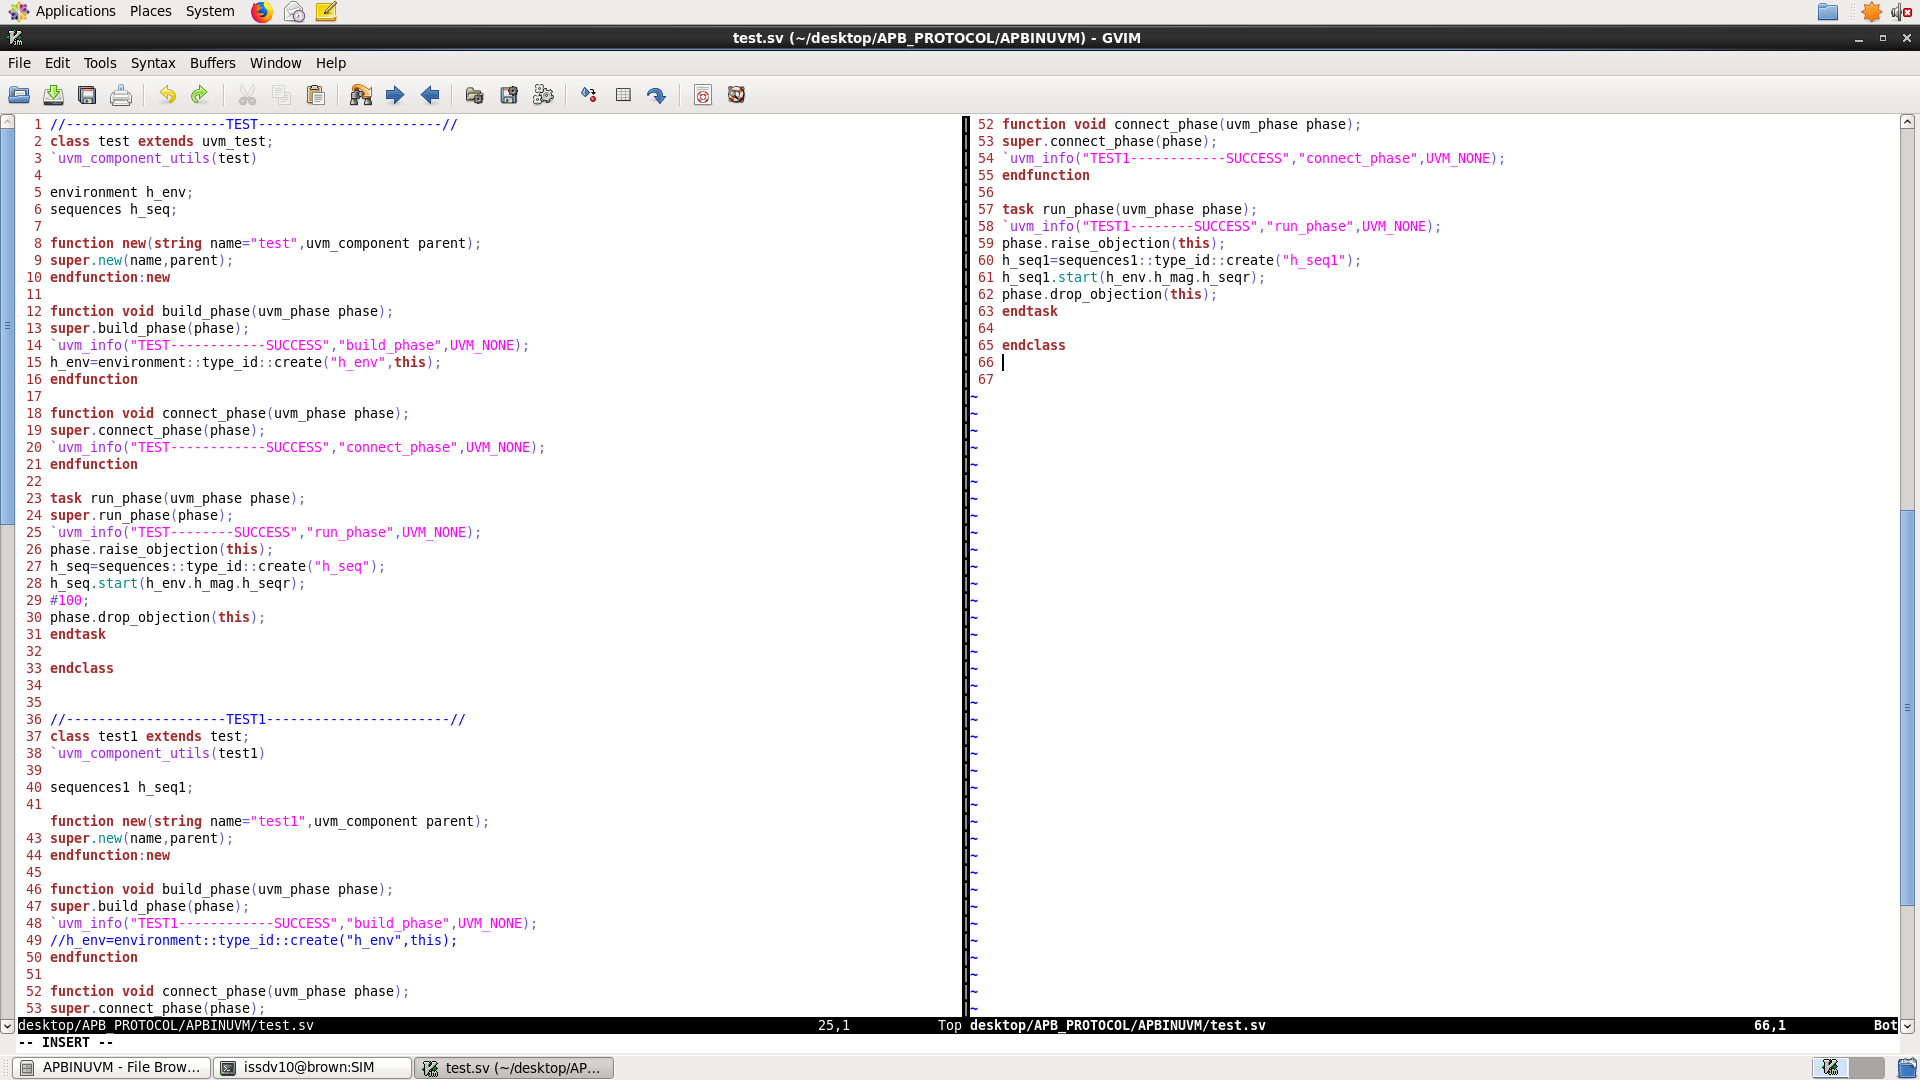 Applications Places System
test.sv (~/desktop/APB_PROTOCOL/APBINUVM) - GVIM
File Edit Tools Syntax Buffers Window Help
1 //--------------------TEST-----------------------//
2 class test extends uvm_test;
3 `uvm_component_utils(test)
4
5 environment h_env;
6 sequences h_seq;
7
8 function new(string name="test",uvm_component parent);
9 super.new(name,parent);
10 endfunction:new
11
12 function void build_phase(uvm_phase phase);
13 super.build_phase(phase);
14 `uvm_info("TEST------------SUCCESS","build_phase",UVM_NONE);
15 h_env=environment::type_id::create("h_env",this);
16 endfunction
17
18 function void connect_phase(uvm_phase phase);
19 super.connect_phase(phase);
20 `uvm_info("TEST------------SUCCESS","connect_phase",UVM_NONE);
21 endfunction
22
23 task run_phase(uvm_phase phase);
24 super.run_phase(phase);
25 `uvm_info("TEST--------SUCCESS","run_phase",UVM_NONE);
26 phase.raise_objection(this);
27 h_seq=sequences::type_id::create("h_seq");
28 h_seq.start(h_env.h_mag.h_seqr);
29 #100;
30 phase.drop_objection(this);
31 endtask
32
33 endclass
34
35
36 //--------------------TEST1-----------------------//
37 class test1 extends test;
38 `uvm_component_utils(test1)
39
40 sequences1 h_seq1;
41
function new(string name="test1",uvm_component parent);
43 super.new(name,parent);
44 endfunction:new
45
46 function void build_phase(uvm_phase phase);
47 super.build_phase(phase);
48 `uvm_info("TEST1------------SUCCESS","build_phase",UVM_NONE);
49 //h_env=environment::type_id::create("h_env",this);
50 endfunction
51
52 function void connect_phase(uvm_phase phase);
53 super.connect_phase(phase);
desktop/APB_PROTOCOL/APBINUVM/test.sv 25,1 Top
52 function void connect_phase(uvm_phase phase);
53 super.connect_phase(phase);
54 `uvm_info("TEST1------------SUCCESS","connect_phase",UVM_NONE);
55 endfunction
56
57 task run_phase(uvm_phase phase);
58 `uvm_info("TEST1--------SUCCESS","run_phase",UVM_NONE);
59 phase.raise_objection(this);
60 h_seq1=sequences1::type_id::create("h_seq1");
61 h_seq1.start(h_env.h_mag.h_seqr);
62 phase.drop_objection(this);
63 endtask
64
65 endclass
66
67
desktop/APB_PROTOCOL/APBINUVM/test.sv 66,1 Bot
-- INSERT --
APBINUVM - File Brow... issdv10@brown:SIM test.sv (~/desktop/AP...